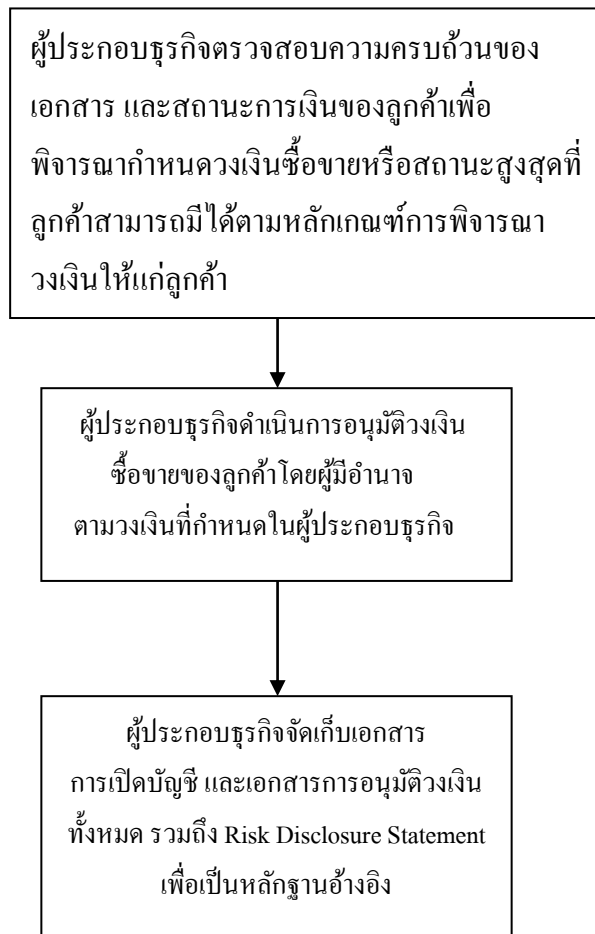 ผู้ประกอบธุรกิจตรวจสอบความครบถ้วนของ
เอกสาร และสถานะการเงินของลูกค้าเพื่อ
พิจารณากำหนดวงเงินซื้อขายหรือสถานะสูงสุดที่
ลูกค้าสามารถมีได้ตามหลักเกณฑ์การพิจารณา
วงเงินให้แก่ลูกค้า
ผู้ประกอบธุรกิจดำเนินการอนุมัติวงเงิน
ซื้อขายของลูกค้าโดยผู้มีอำนาจ
ตามวงเงินที่กำหนดในผู้ประกอบธุรกิจ
ผู้ประกอบธุรกิจจัดเก็บเอกสาร
การเปิดบัญชี และเอกสารการอนุมัติวงเงิน
ทั้งหมด รวมถึง Risk Disclosure Statement
เพื่อเป็นหลักฐานอ้างอิง